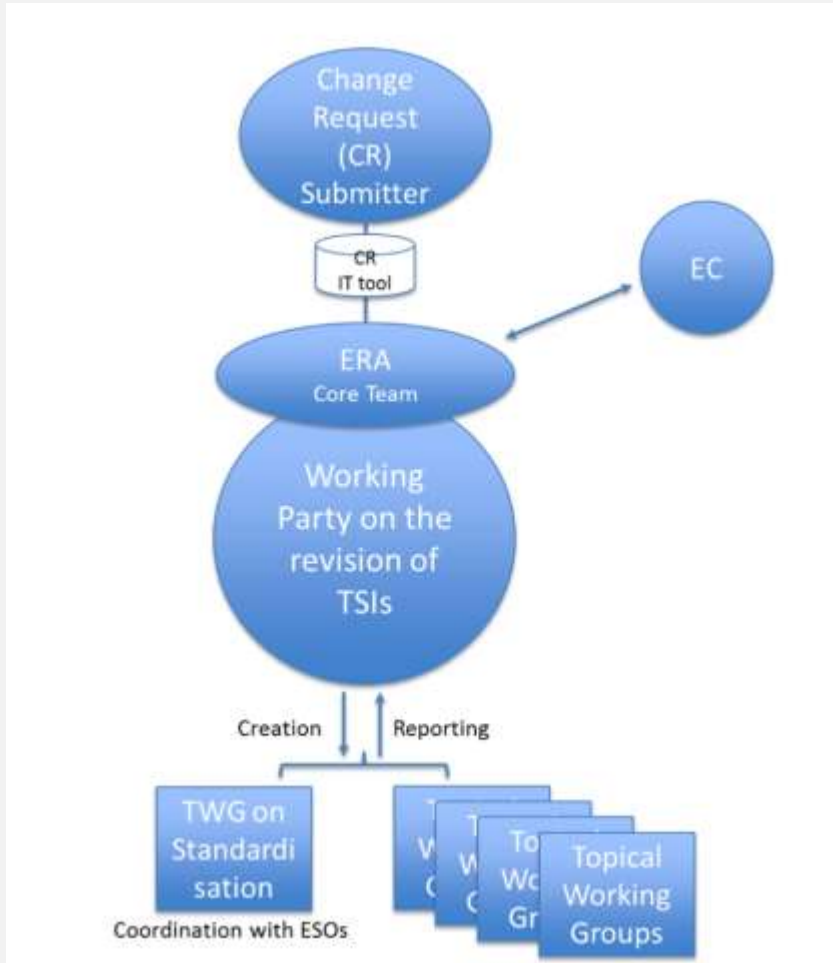 Change
Request
(CR)
Submitter
CR
IT tool
EC
ERA
Core Team
Working
Party on the
revision of
TSIs
Creation
Reporting
TWG on
Standardi
sation
Coordination with ESOs
Topical
Working
Groups